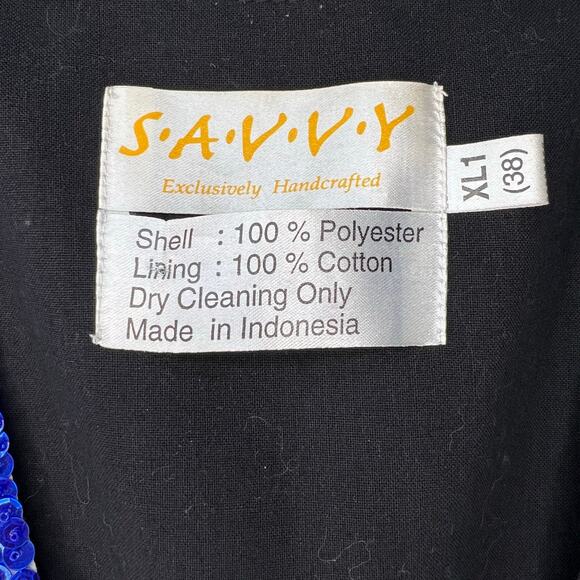 S·A·V·V·Y
Exclusively Handcrafted
XL1
(38)
Shell : 100 % Polyester
Lining : 100 % Cotton
Dry Cleaning Only
Made in Indonesia